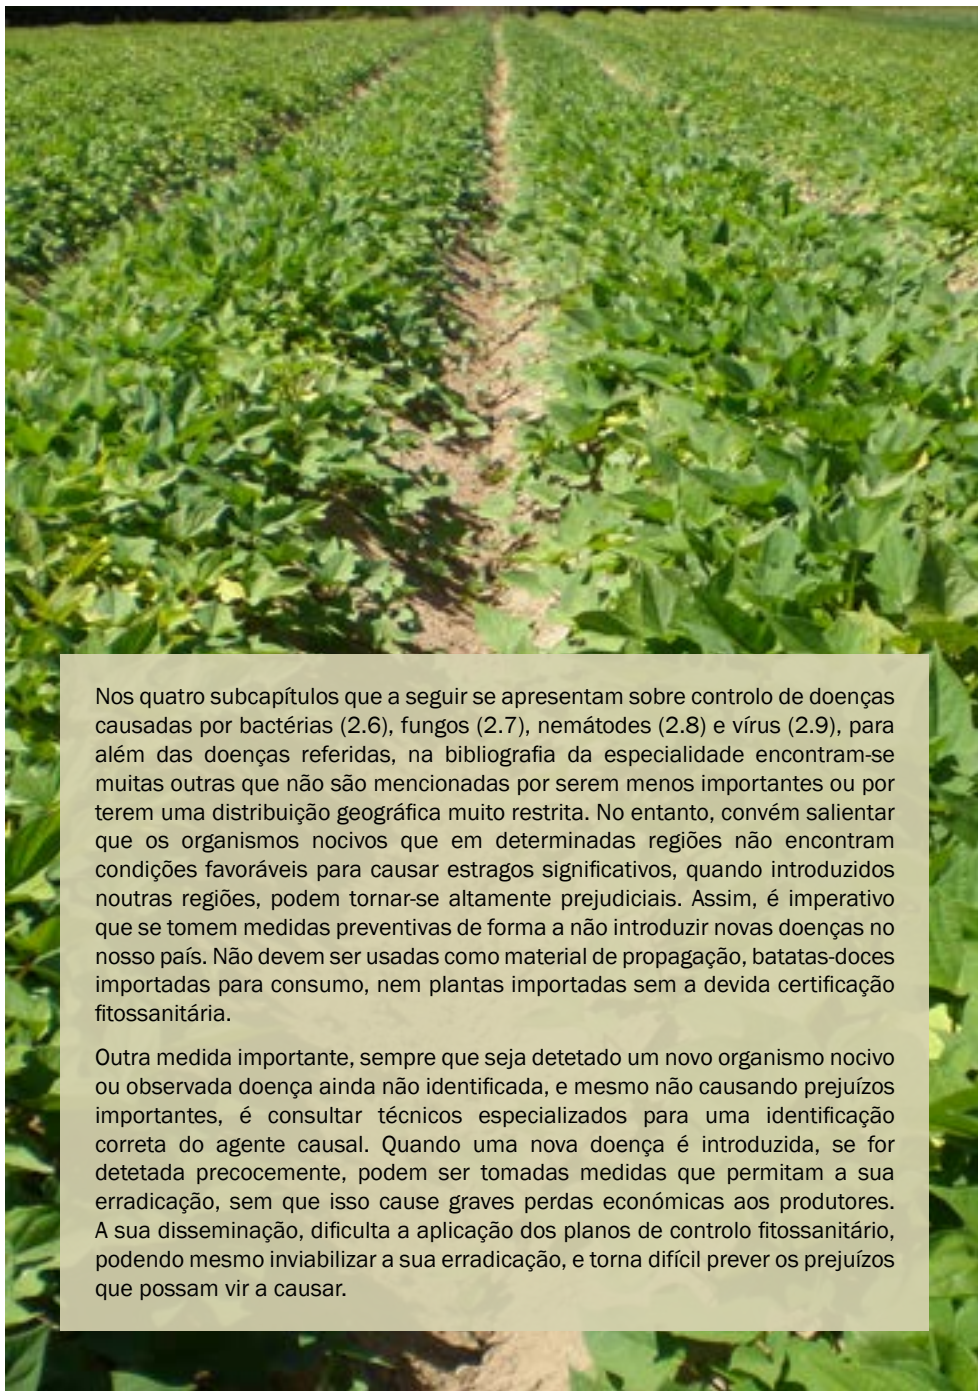 Nos quatro subcapítulos que a seguir se apresentam sobre controlo de doenças
causadas por bactérias (2.6), fungos (2.7), nemátodes (2.8) e vírus (2.9), para
além das doenças referidas, na bibliografia da especialidade encontram-se
muitas outras que não são mencionadas por serem menos importantes ou por
terem uma distribuição geográfica muito restrita. No entanto, convém salientar
que os organismos nocivos que em determinadas regiões não encontram
condições favoráveis para causar estragos significativos, quando introduzidos
noutras regiões, podem tornar-se altamente prejudiciais. Assim, é imperativo
que se tomem medidas preventivas de forma a não introduzir novas doenças no
nosso país. Não devem ser usadas como material de propagação, batatas-doces
importadas para consumo, nem plantas importadas sem a devida certificação
fitossanitária.
Outra medida importante, sempre que seja detetado um novo organismo nocivo
ou observada doença ainda não identificada, e mesmo não causando prejuízos
importantes, é consultar técnicos especializados para uma identificação
correta do agente causal. Quando uma nova doença é introduzida, se for
detetada precocemente, podem ser tomadas medidas que permitam a sua
erradicação, sem que isso cause graves perdas económicas aos produtores.
A sua disseminação, dificulta a aplicação dos planos de controlo fitossanitário,
podendo mesmo inviabilizar a sua erradicação, e torna difícil prever os prejuízos
que possam vir a causar.